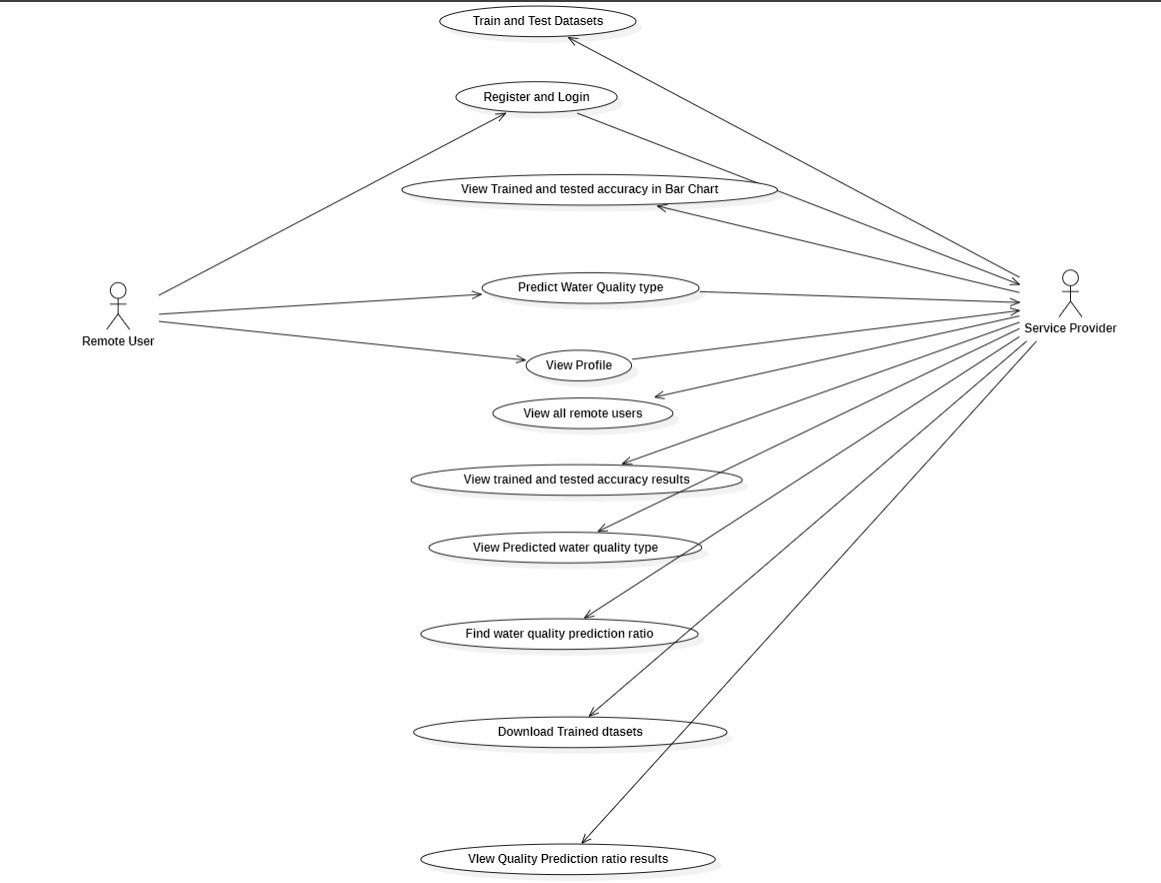 Train and Test Datasets
Register and Login
View Trained and tested accuracy in Bar Chart
Predict Water Quality type
Remote User
Service Provider
View Profile
View all remote users
View trained and tested accuracy results
View Predicted water quality type
Find water quality prediction ratio
Download Trained dtasets
VIew Quality Prediction ratio results